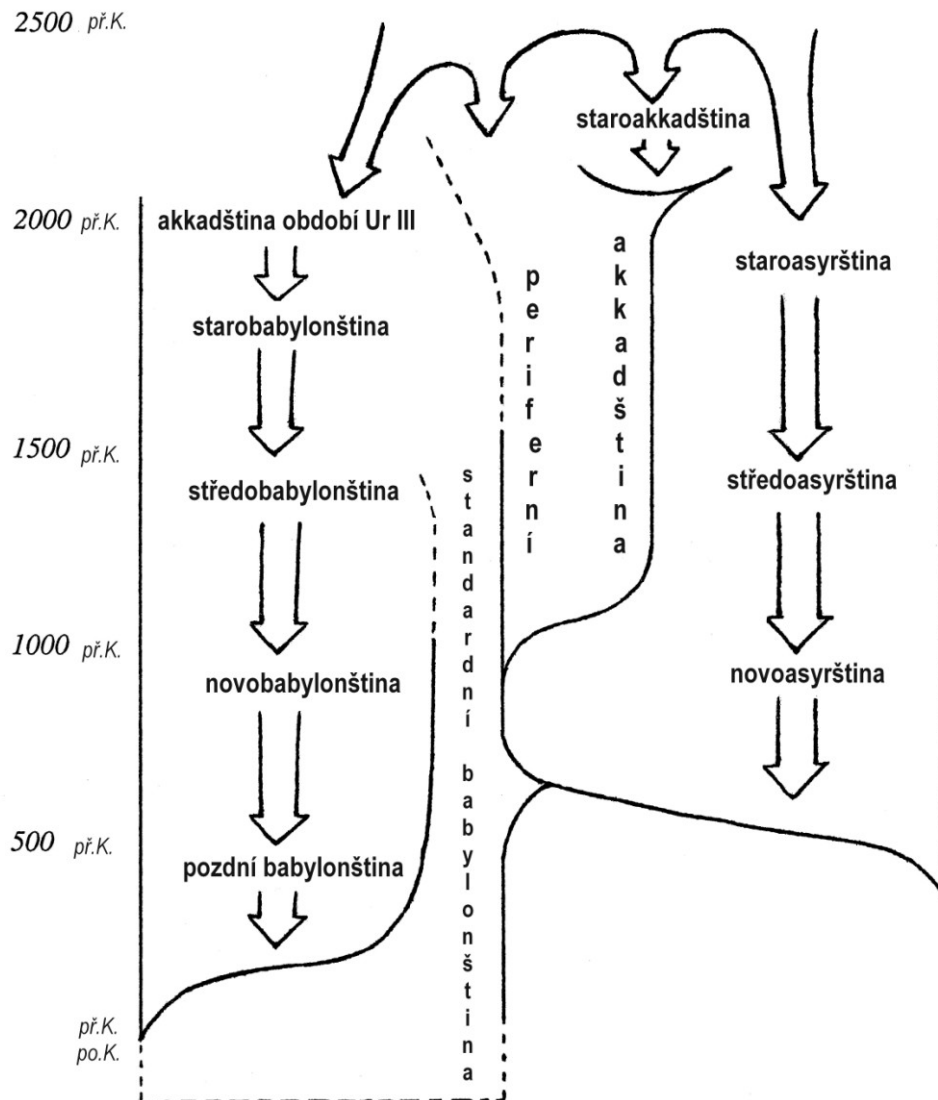 2500 př.K.
staroakkadština
2000 př.K.
akkadština období Ur III
staroasyrština
starobabylonština
periferní
akkadština
1500 př.K.
středobabylonština
středoasyrština
standardní babylonština
1000 př.K.
novobabylonština
novoasyrština
500 př.K.
pozdní babylonština
př.K.
po.K.